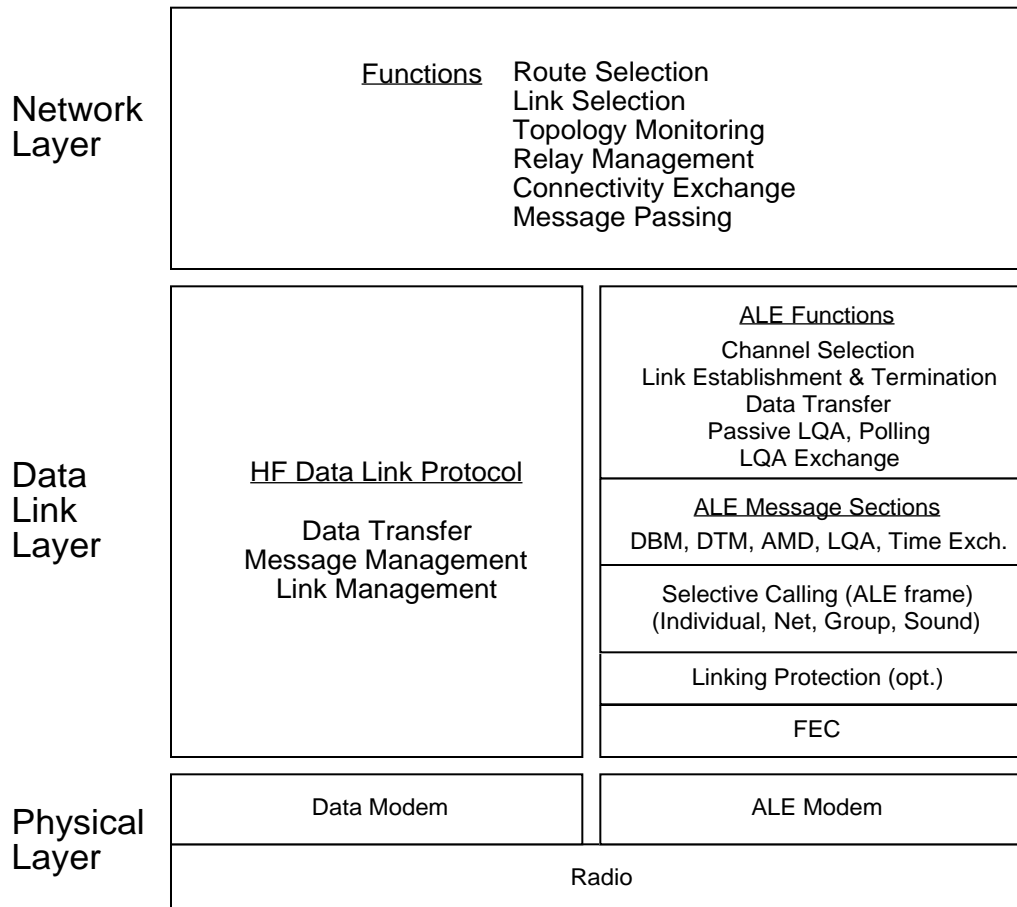 Network
Layer
Functions
Route Selection
Link Selection
Topology Monitoring
Relay Management
Connectivity Exchange
Message Passing
Data
Link
Layer
HF Data Link Protocol
Data Transfer
Message Management
Link Management
ALE Functions
Channel Selection
Link Establishment & Termination
Data Transfer
Passive LQA, Polling
LQA Exchange
ALE Message Sections
DBM, DTM, AMD, LQA, Time Exch.
Selective Calling (ALE frame)
(Individual, Net, Group, Sound)
Linking Protection (opt.)
FEC
Physical
Layer
Data Modem
ALE Modem
Radio